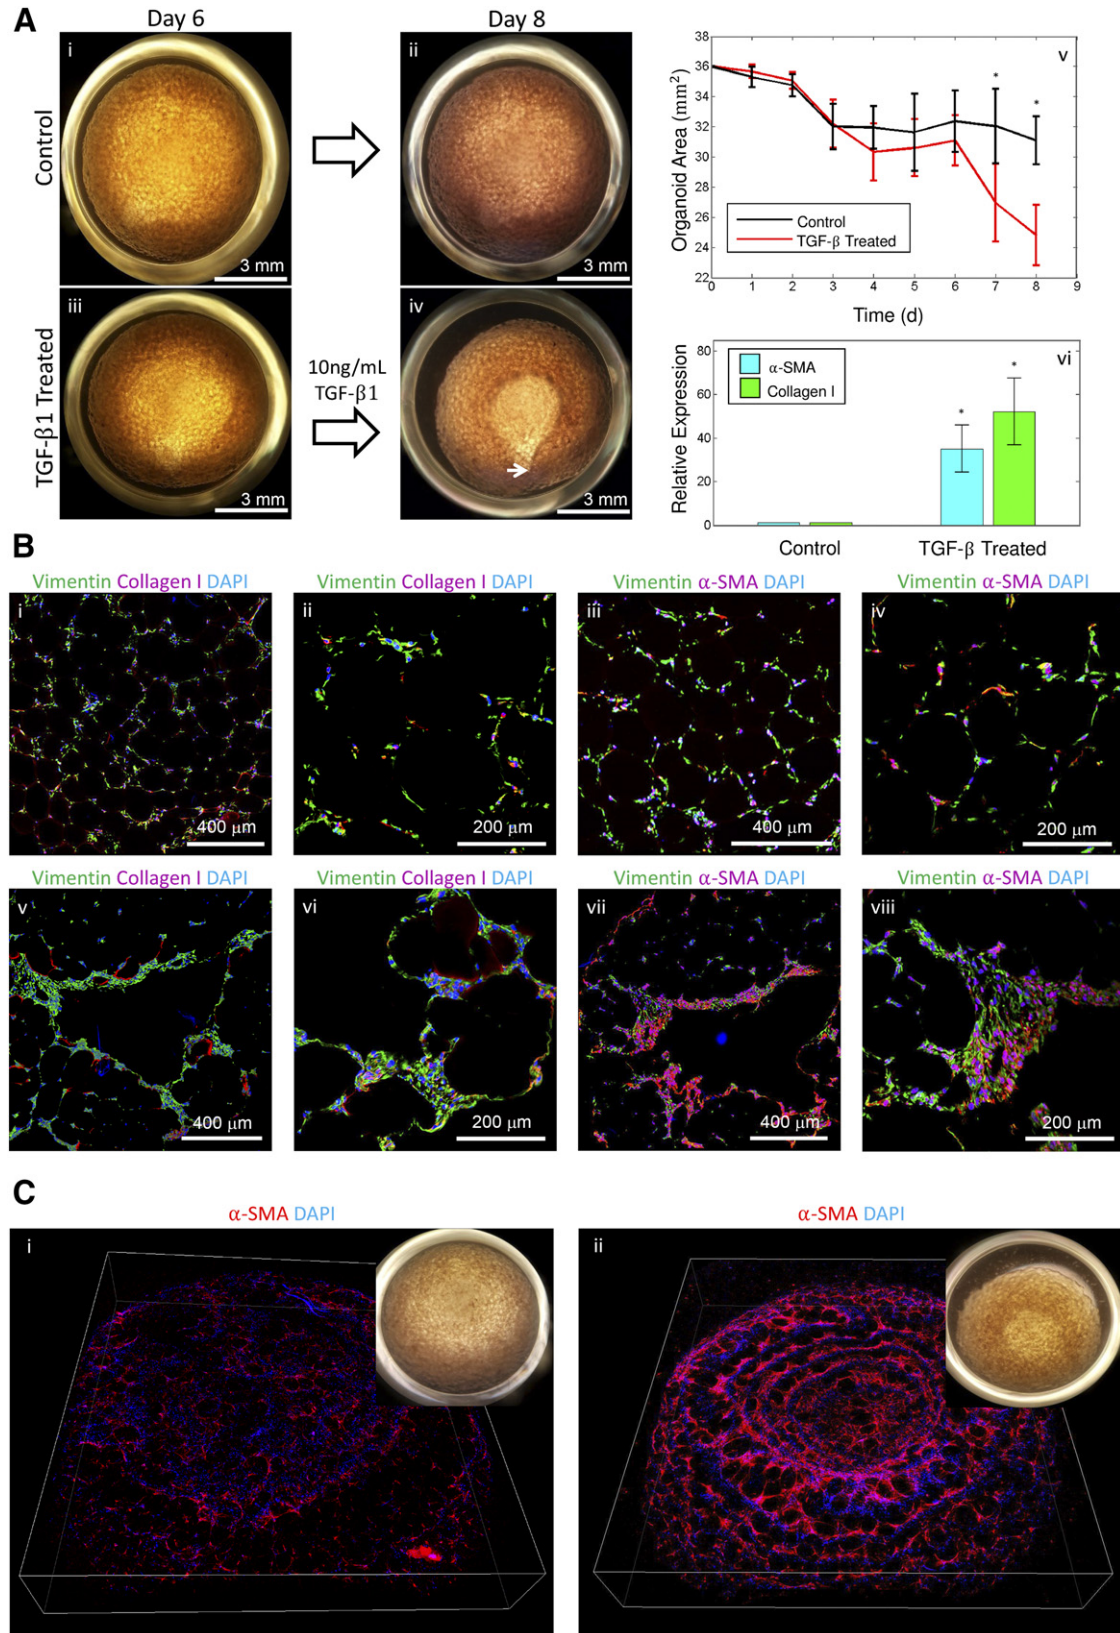 A
Day 6
Day 8
Control
i
3 mm
ii
3 mm
TGF-β1 Treated
iii
3 mm
10ng/mL
TGF-β1
iv
3 mm
v
Organoid Area (mm²)
38
36
34
32
30
28
26
24
22
* *
Control
TGF-β Treated
0 1 2 3 4 5 6 7 8 9
Time (d)
vi
Relative Expression
80
60
40
20
0
α-SMA
Collagen I
* *
Control TGF-β Treated
B
Vimentin Collagen I DAPI
i
400 μm
Vimentin Collagen I DAPI
ii
200 μm
Vimentin α-SMA DAPI
iii
400 μm
Vimentin α-SMA DAPI
iv
200 μm
Vimentin Collagen I DAPI
v
400 μm
Vimentin Collagen I DAPI
vi
200 μm
Vimentin α-SMA DAPI
vii
400 μm
Vimentin α-SMA DAPI
viii
200 μm
C
α-SMA DAPI
i
α-SMA DAPI
ii